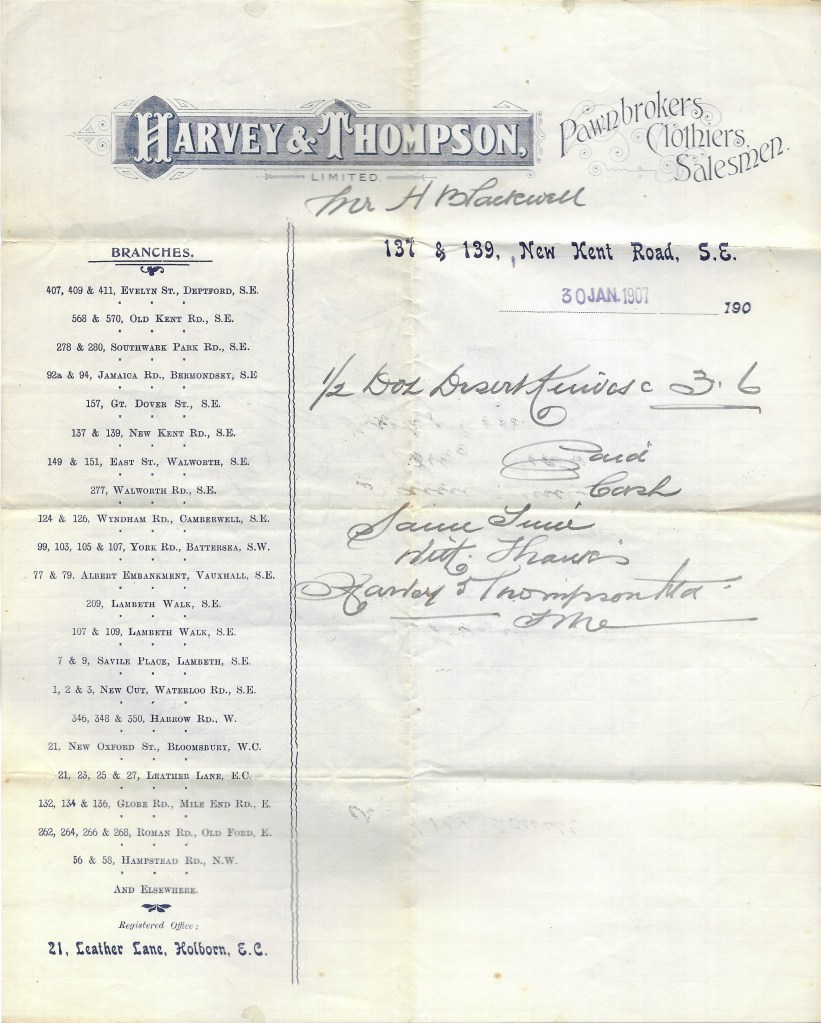 HARVEY & THOMPSON,
LIMITED.
Pawnbrokers,
Clothiers,
Salesmen.
Mr H Blackwell
137 & 139, New Kent Road, S.E.
30 JAN. 1907
190
BRANCHES.
407, 409 & 411, Evelyn St., Deptford, S.E.
568 & 570, Old Kent Rd., S.E.
278 & 280, Southwark Park Rd., S.E.
92a & 94, Jamaica Rd., Bermondsey, S.E
157, Gt. Dover St., S.E.
137 & 139, New Kent Rd., S.E.
149 & 151, East St., Walworth, S.E.
277, Walworth Rd., S.E.
124 & 126, Wyndham Rd., Camberwell, S.E.
99, 103, 105 & 107, York Rd., Battersea, S.W.
77 & 79, Albert Embankment, Vauxhall, S.E.
209, Lambeth Walk, S.E.
107 & 109, Lambeth Walk, S.E.
7 & 9, Savile Place, Lambeth, S.E.
1, 2 & 3, New Cut, Waterloo Rd., S.E.
346, 348 & 350, Harrow Rd., W.
21, New Oxford St., Bloomsbury, W.C.
21, 23, 25 & 27, Leather Lane, E.C.
132, 134 & 136, Globe Rd., Mile End Rd., E.
262, 264, 266 & 268, Roman Rd., Old Ford, E.
56 & 58, Hampstead Rd., N.W.
And Elsewhere.
Registered Office:
21, Leather Lane, Holborn, E.C.
1/2 Doz Desert Knives c 3. 6
Paid
Cash
Same Time
With Thanks
Harvey & Thompson Ltd